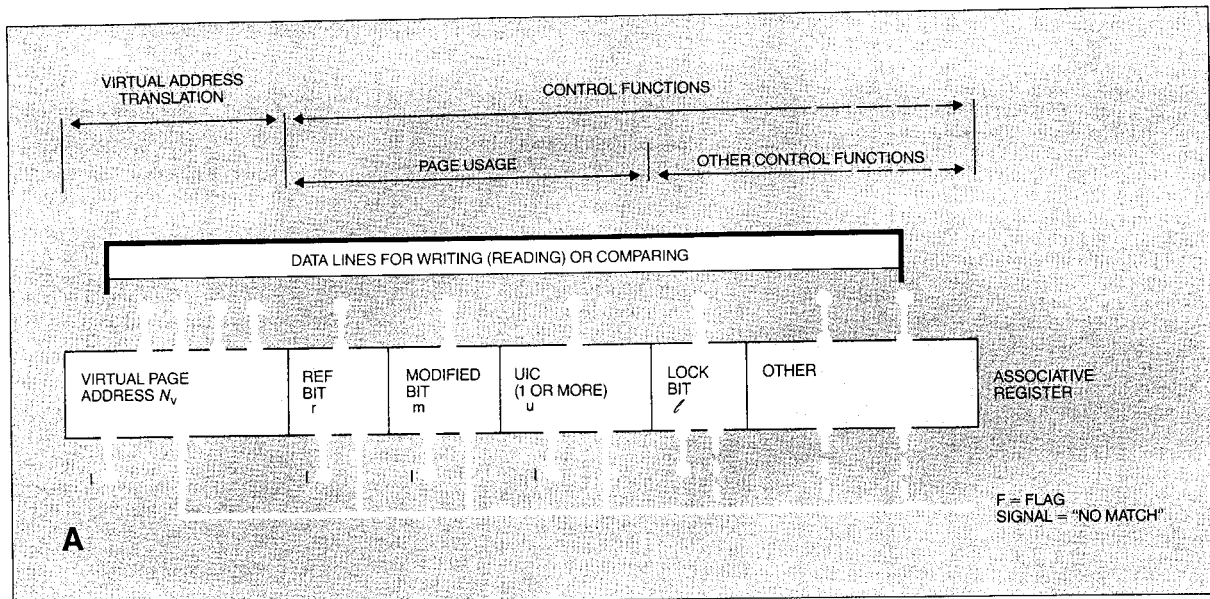 VIRTUAL ADDRESS
TRANSLATION
CONTROL FUNCTIONS
PAGE USAGE
OTHER CONTROL FUNCTIONS
DATA LINES FOR WRITING (READING) OR COMPARING
VIRTUAL PAGE
ADDRESS Nv
REF
BIT
r
MODIFIED
BIT
m
UIC
(1 OR MORE)
u
LOCK
BIT
ℓ
OTHER
ASSOCIATIVE
REGISTER
I
I
I
I
F = FLAG
SIGNAL = "NO MATCH"
A